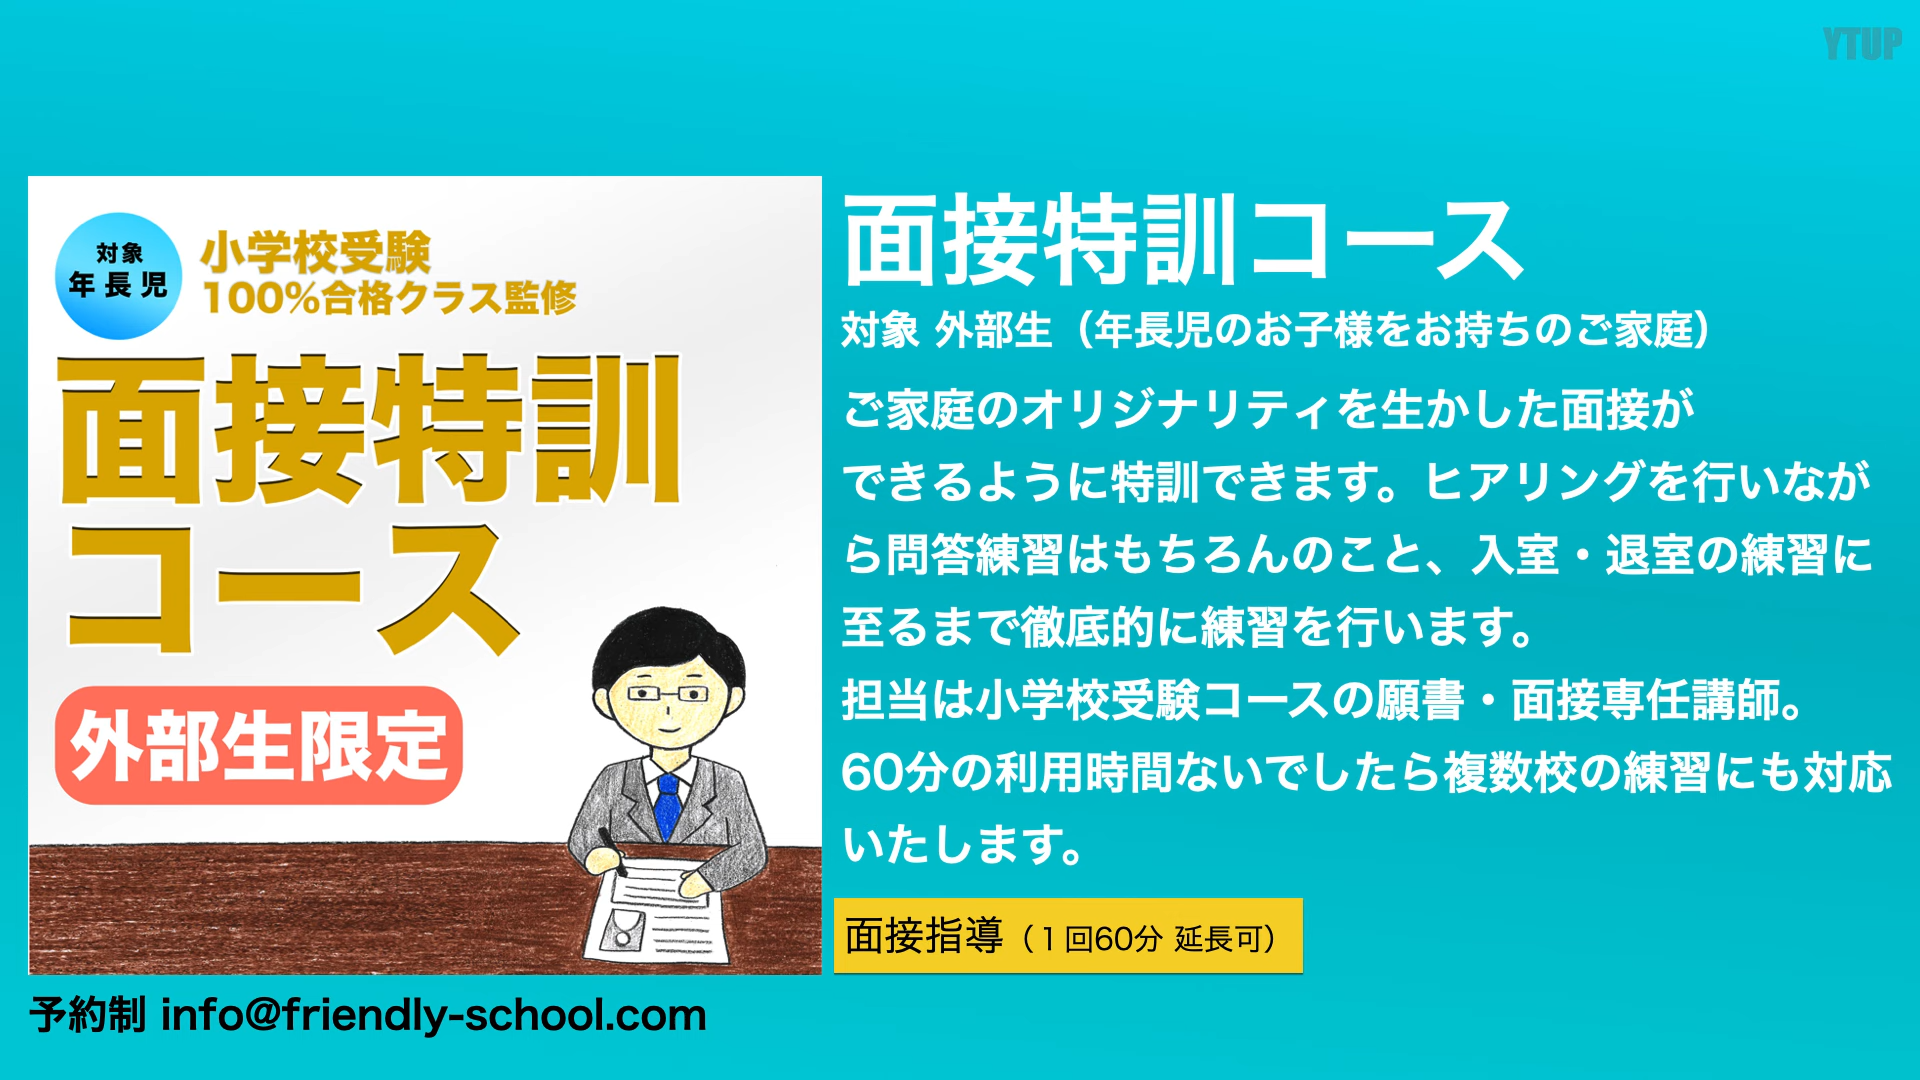 YTUP
対象
年長児
小学校受験
100%合格クラス監修
面接特訓
コース
外部生限定
予約制 info@friendly-school.com
面接特訓コース
対象 外部生（年長児のお子様をお持ちのご家庭）
ご家庭のオリジナリティを生かした面接が
できるように特訓できます。ヒアリングを行いなが
ら問答練習はもちろんのこと、入室・退室の練習に
至るまで徹底的に練習を行います。
担当は小学校受験コースの願書・面接専任講師。
60分の利用時間ないでしたら複数校の練習にも対応
いたします。
面接指導（１回60分 延長可）